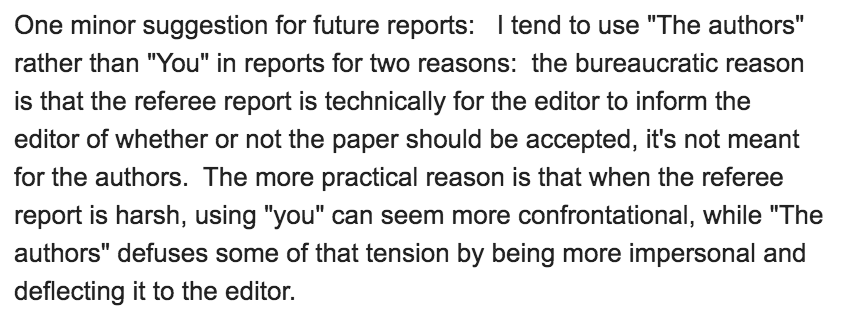 One minor suggestion for future reports:   I tend to use "The authors"
rather than "You" in reports for two reasons:  the bureaucratic reason
is that the referee report is technically for the editor to inform the
editor of whether or not the paper should be accepted, it's not meant
for the authors.  The more practical reason is that when the referee
report is harsh, using "you" can seem more confrontational, while "The
authors" defuses some of that tension by being more impersonal and
deflecting it to the editor.